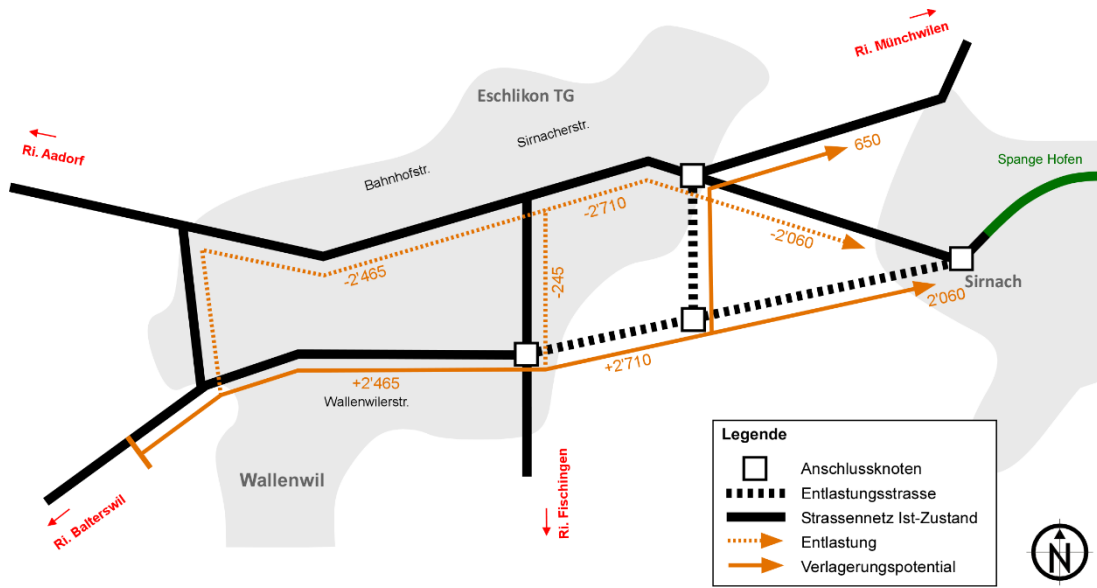 Ri. Münchwilen
Eschlikon TG
Sirnacherstr.
Ri. Aadorf
Bahnhofstr.
650
Spange Hofen
-2'710
-2'060
-2'465
-245
Sirnach
2'060
+2'710
+2'465
Wallenwilerstr.
Wallenwil
Ri. Balterswil
Ri. Fischingen
Legende
Anschlussknoten
Entlastungsstrasse
Strassennetz Ist-Zustand
Entlastung
Verlagerungspotential
N